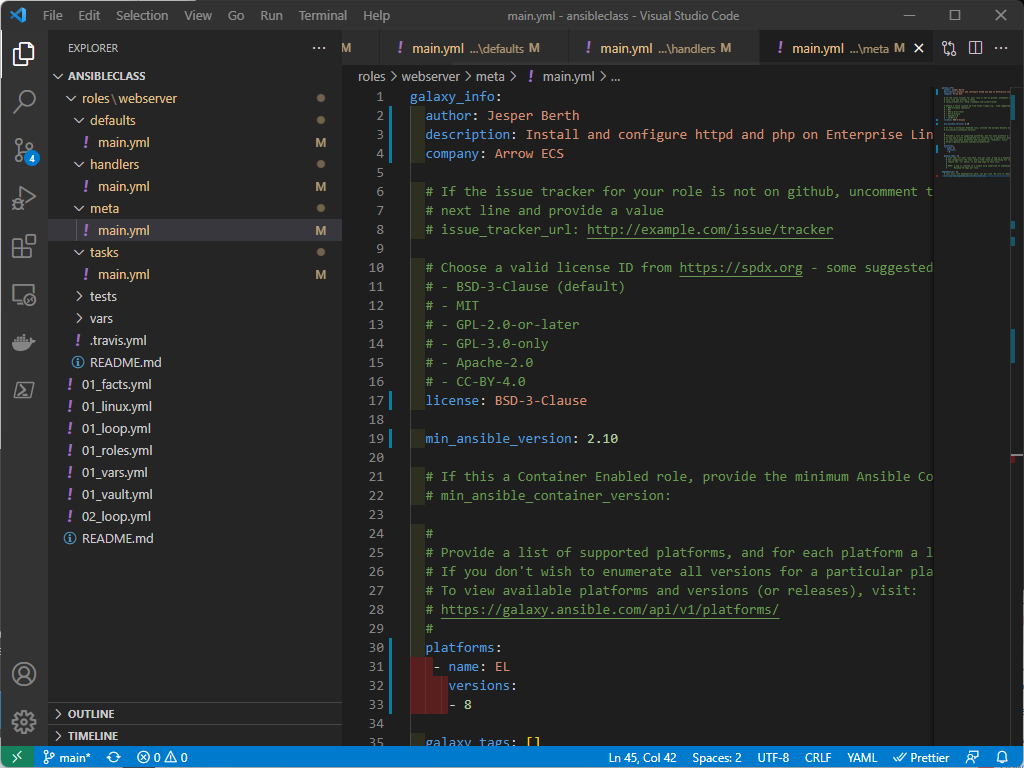 File Edit Selection View Go Run Terminal Help main.yml - ansibleclass - Visual Studio Code
EXPLORER
M ! main.yml ...\defaults M ! main.yml ...\handlers M ! main.yml ...\meta M
ANSIBLECLASS
roles\webserver
defaults
! main.yml M
handlers
! main.yml M
meta
! main.yml M
tasks
! main.yml M
tests
vars
! .travis.yml
README.md
! 01_facts.yml
! 01_linux.yml
! 01_loop.yml
! 01_roles.yml
! 01_vars.yml
! 01_vault.yml
! 02_loop.yml
README.md
OUTLINE
TIMELINE
4
roles > webserver > meta > ! main.yml > ...
1 galaxy_info:
2 author: Jesper Berth
3 description: Install and configure httpd and php on Enterprise Lin
4 company: Arrow ECS
5
6 # If the issue tracker for your role is not on github, uncomment t
7 # next line and provide a value
8 # issue_tracker_url: http://example.com/issue/tracker
9
10 # Choose a valid license ID from https://spdx.org - some suggested
11 # - BSD-3-Clause (default)
12 # - MIT
13 # - GPL-2.0-or-later
14 # - GPL-3.0-only
15 # - Apache-2.0
16 # - CC-BY-4.0
17 license: BSD-3-Clause
18
19 min_ansible_version: 2.10
20
21 # If this a Container Enabled role, provide the minimum Ansible Co
22 # min_ansible_container_version:
23
24 #
25 # Provide a list of supported platforms, and for each platform a l
26 # If you don't wish to enumerate all versions for a particular pla
27 # To view available platforms and versions (or releases), visit:
28 # https://galaxy.ansible.com/api/v1/platforms/
29 #
30 platforms:
31 - name: EL
32 versions:
33 - 8
34
35 galaxy_tags: []
main* 0 0 Ln 45, Col 42 Spaces: 2 UTF-8 CRLF YAML Prettier